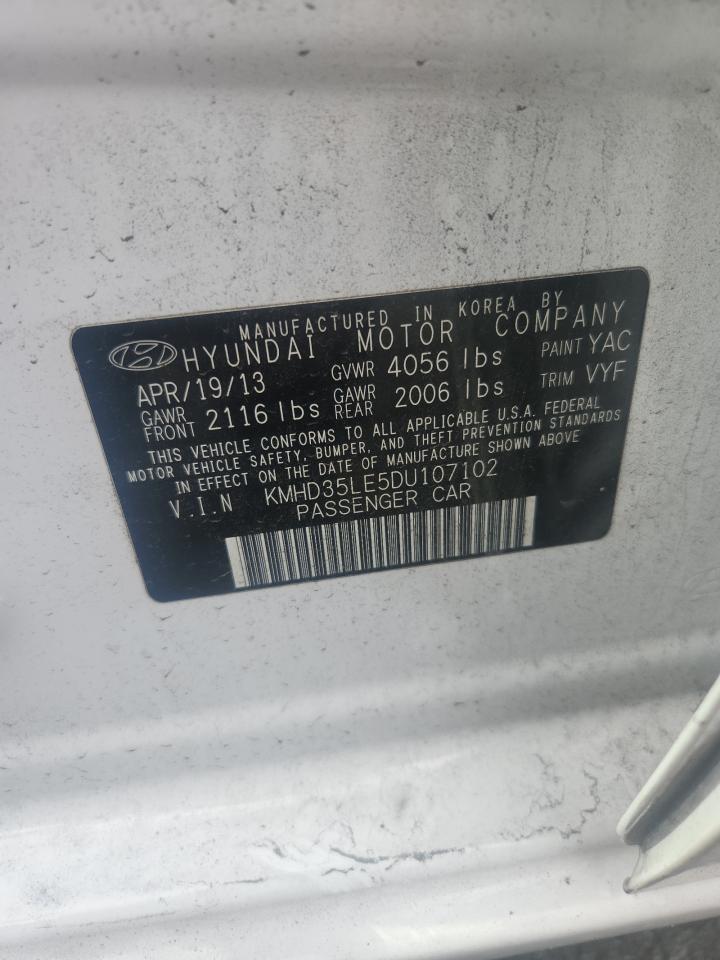 MANUFACTURED IN KOREA BY
HYUNDAI MOTOR COMPANY
APR/19/13 GVWR 4056 lbs PAINT YAC
GAWR FRONT 2116 lbs GAWR REAR 2006 lbs TRIM VYF
THIS VEHICLE CONFORMS TO ALL APPLICABLE U.S.A. FEDERAL
MOTOR VEHICLE SAFETY, BUMPER, AND THEFT PREVENTION STANDARDS
IN EFFECT ON THE DATE OF MANUFACTURE SHOWN ABOVE
V.I.N KMHD35LE5DU107102
PASSENGER CAR